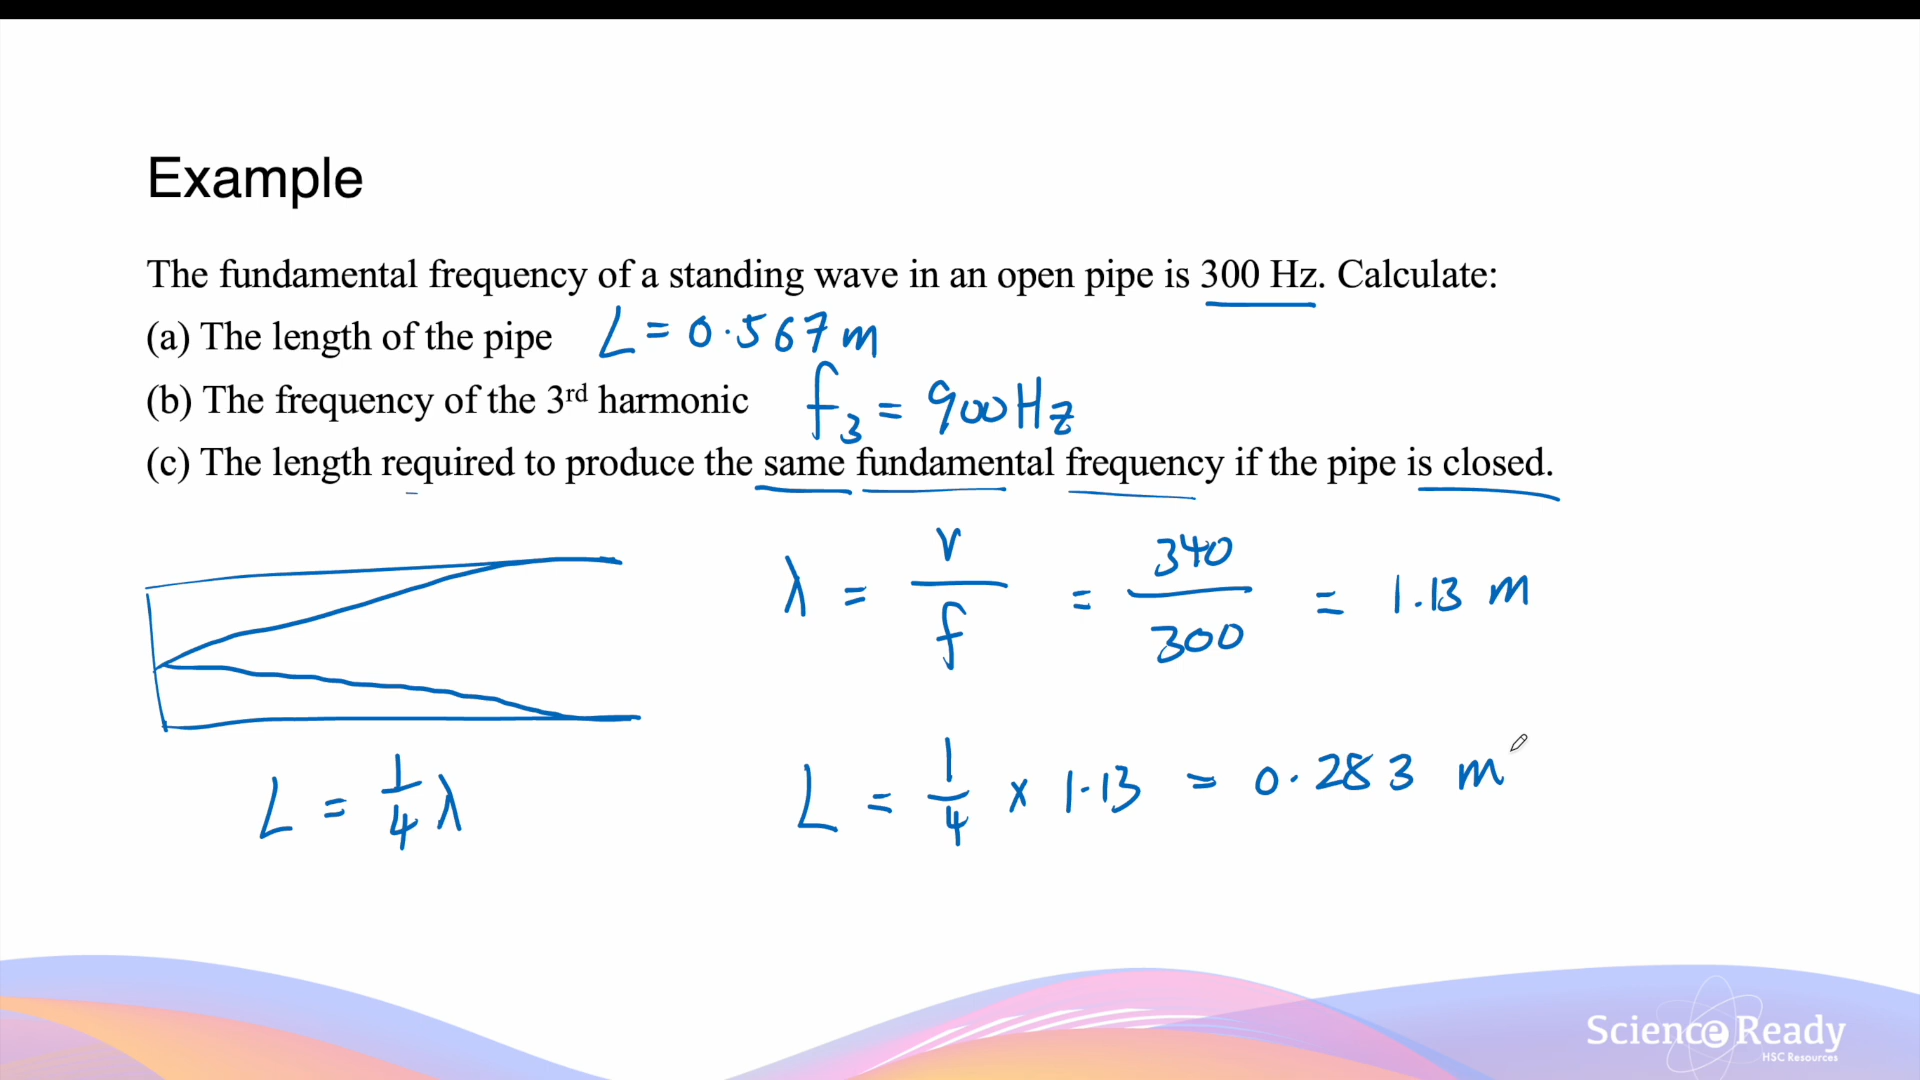 Example
The fundamental frequency of a standing wave in an open pipe is 300 Hz. Calculate:
(a) The length of the pipe L = 0.567 m
(b) The frequency of the 3rd harmonic f3 = 900Hz
(c) The length required to produce the same fundamental frequency if the pipe is closed.
λ = v/f = 340/300 = 1.13 m
L = 1/4 λ
L = 1/4 × 1.13 = 0.283 m
Science Ready
HSC Resources